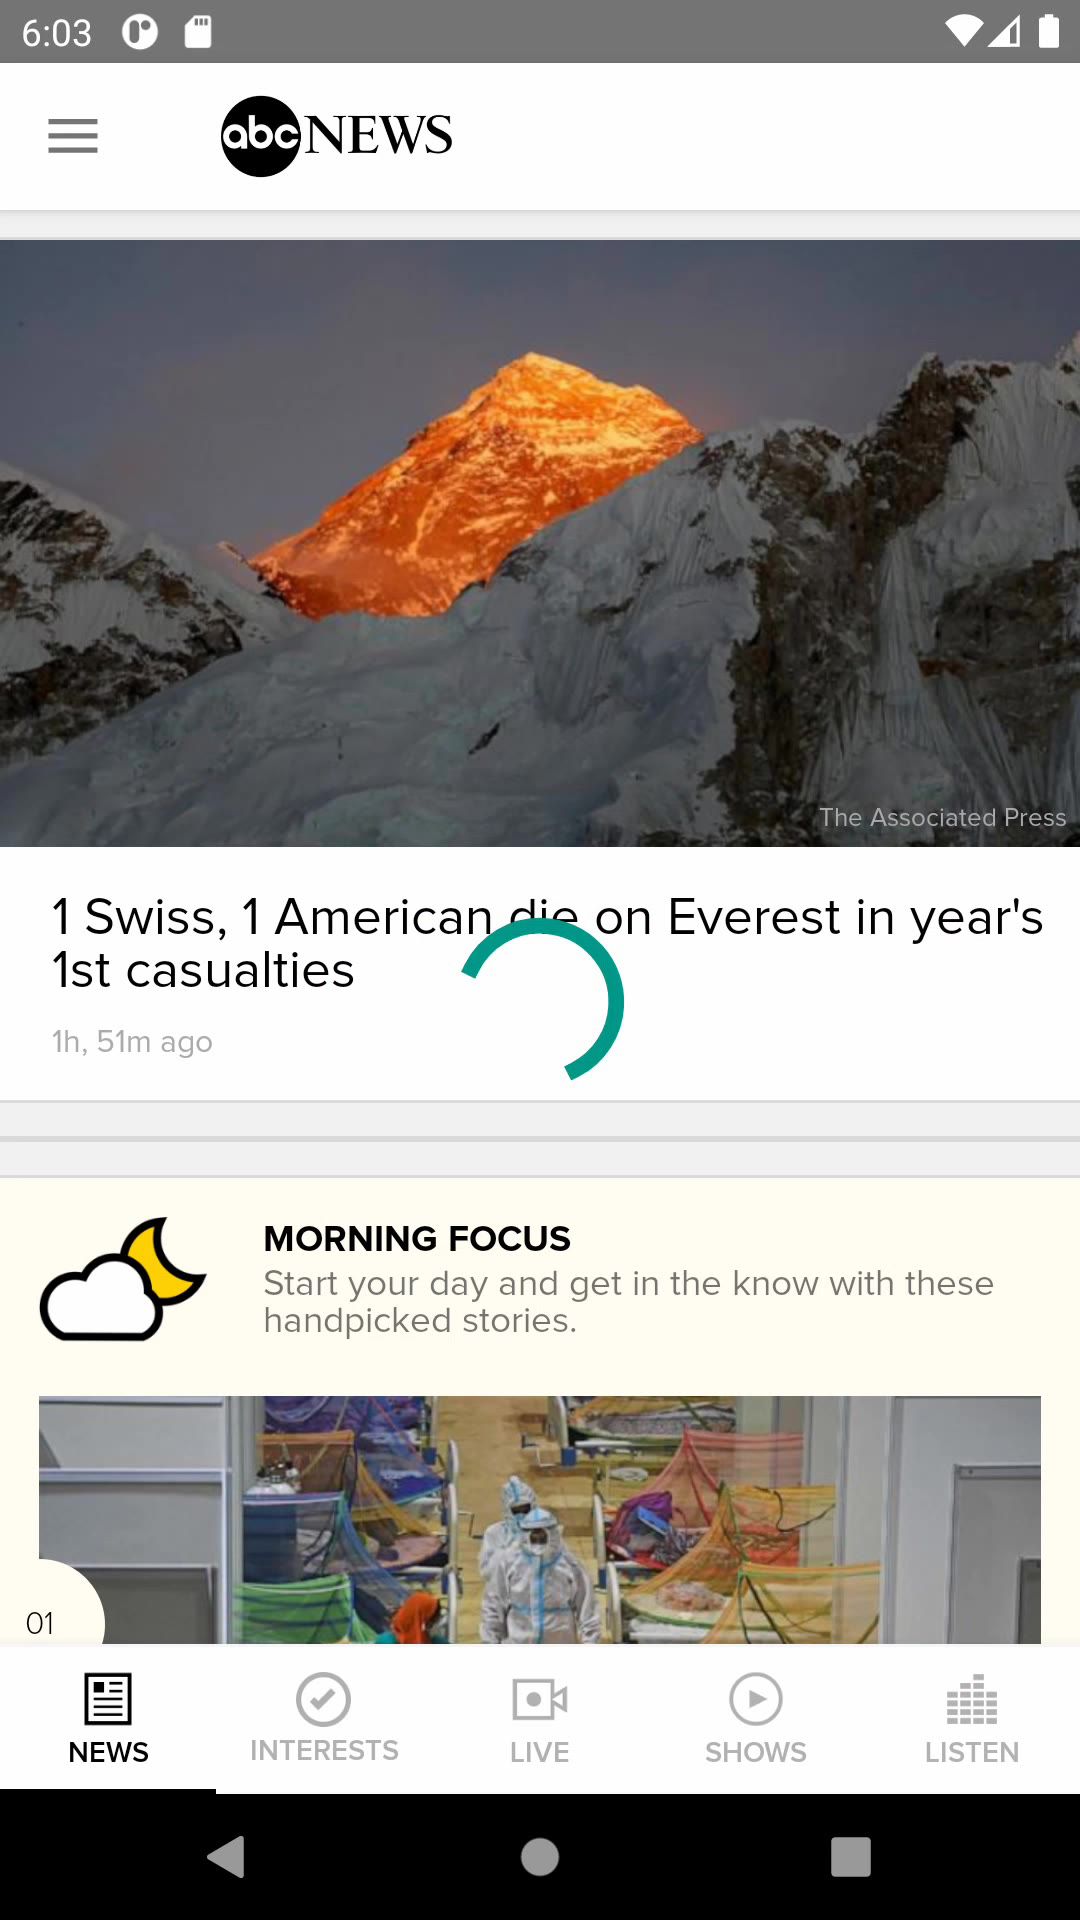 6:03
abc NEWS
The Associated Press
1 Swiss, 1 American die on Everest in year's
1st casualties
1h, 51m ago
MORNING FOCUS
Start your day and get in the know with these
handpicked stories.
01
NEWS
INTERESTS
LIVE
SHOWS
LISTEN